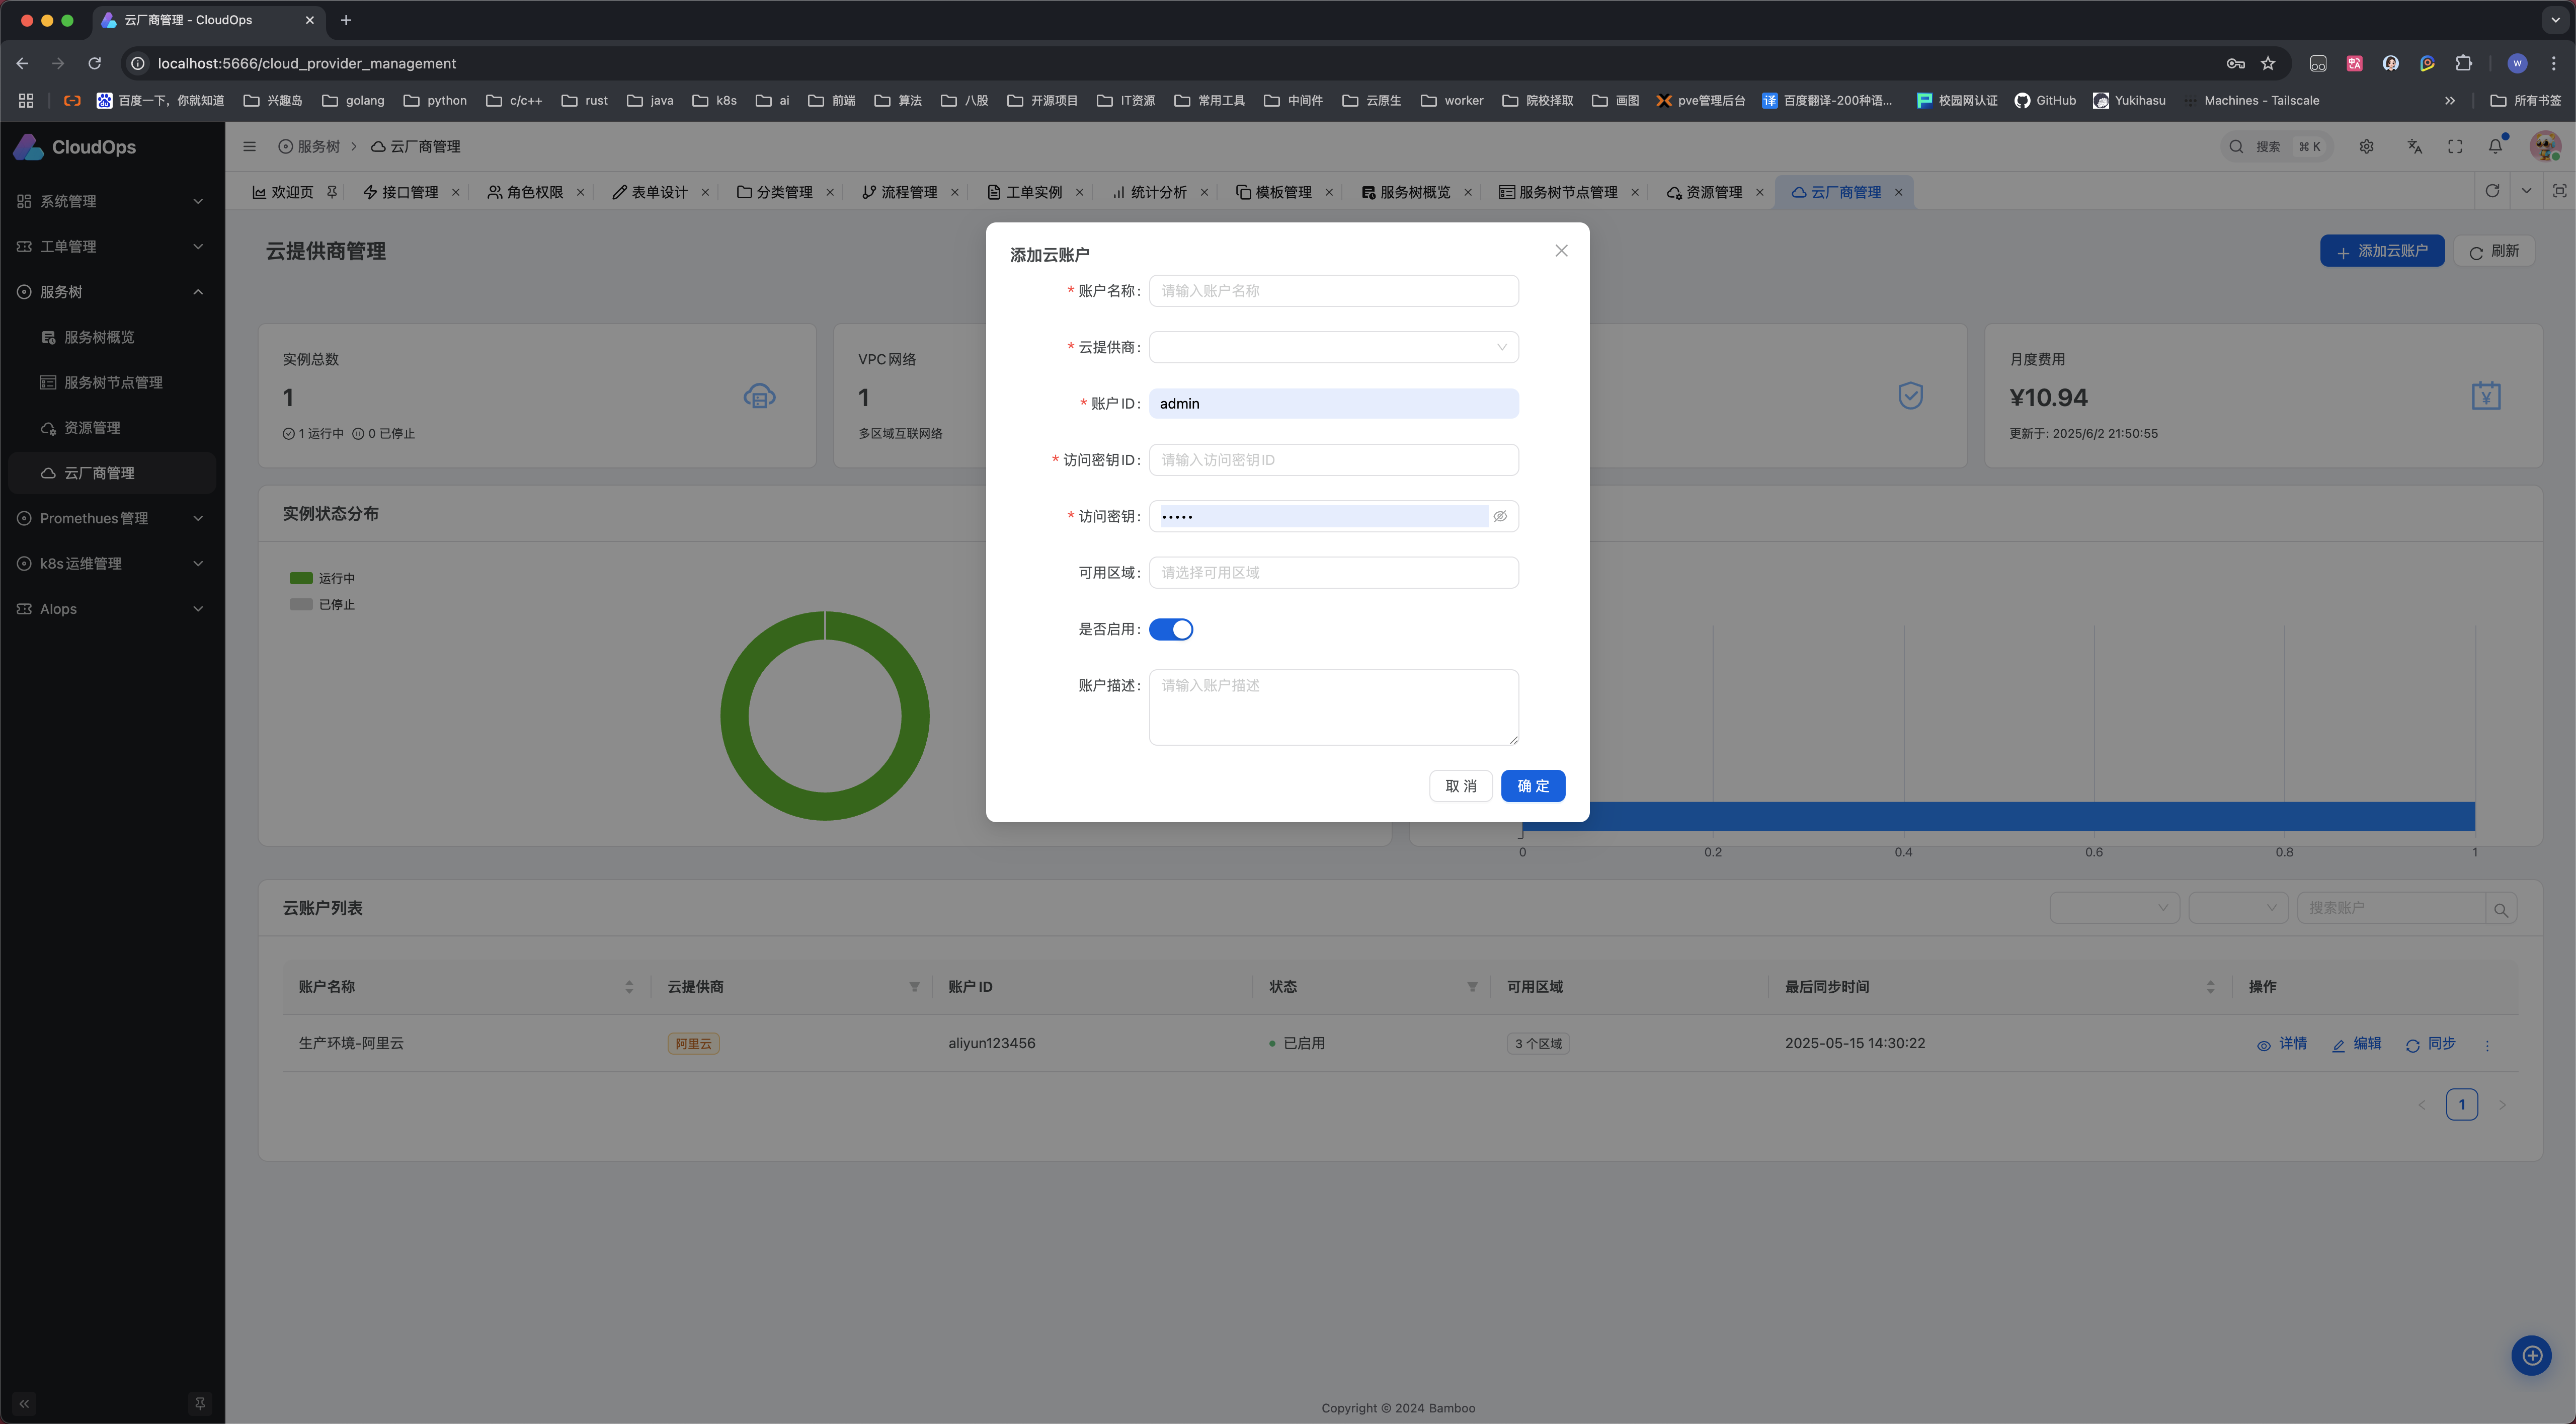 云厂商管理 - CloudOps
localhost:5666/cloud_provider_management
百度一下，你就知道 兴趣岛 golang python c/c++ rust java k8s ai 前端 算法 八股 开源项目 IT资源 常用工具 中间件 云原生 worker 院校择取 画图 pve管理后台 百度翻译-200种语... 校园网认证 GitHub Yukihasu Machines - Tailscale 所有书签
CloudOps
服务树 云厂商管理
搜索 ⌘ K
欢迎页 接口管理 角色权限 表单设计 分类管理 流程管理 工单实例 统计分析 模板管理 服务树概览 服务树节点管理 资源管理 云厂商管理
系统管理
工单管理
服务树
服务树概览
服务树节点管理
资源管理
云厂商管理
Promethues管理
k8s运维管理
AIops
云提供商管理
添加云账户 刷新
实例总数
1
1 运行中 0 已停止
VPC网络
1
多区域互联网络
月度费用
¥10.94
更新于: 2025/6/2 21:50:55
实例状态分布
运行中
已停止
0 0.2 0.4 0.6 0.8 1
添加云账户
* 账户名称: 请输入账户名称
* 云提供商:
* 账户ID: admin
* 访问密钥ID: 请输入访问密钥ID
* 访问密钥: •••••
可用区域: 请选择可用区域
是否启用:
账户描述: 请输入账户描述
取 消 确 定
云账户列表
搜索账户
账户名称 云提供商 账户ID 状态 可用区域 最后同步时间 操作
生产环境-阿里云 阿里云 aliyun123456 已启用 3 个区域 2025-05-15 14:30:22 详情 编辑 同步
1
Copyright © 2024 Bamboo